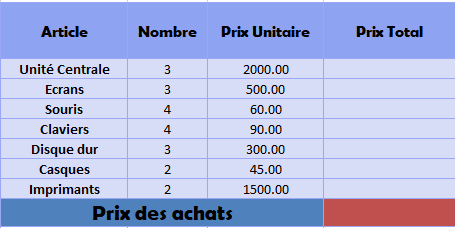 Article Nombre Prix Unitaire Prix Total
Unité Centrale 3 2000.00
Ecrans 3 500.00
Souris 4 60.00
Claviers 4 90.00
Disque dur 3 300.00
Casques 2 45.00
Imprimants 2 1500.00
Prix des achats